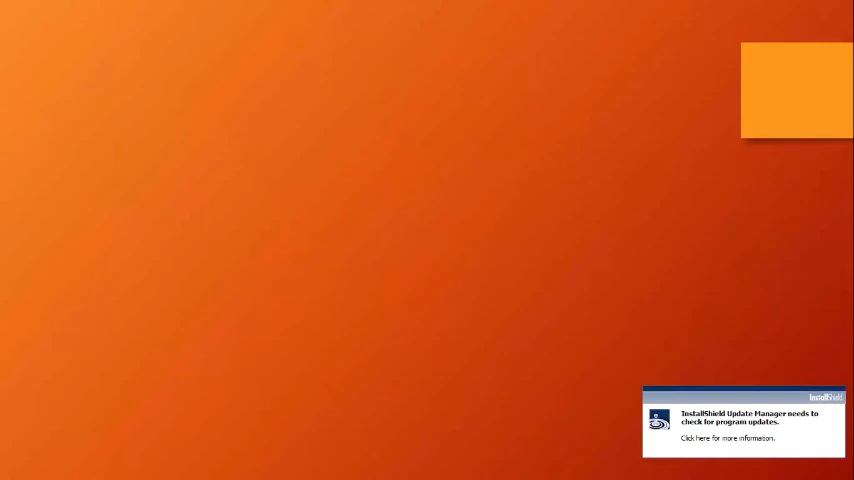 InstallShield
InstallShield Update Manager needs to
check for program updates.
Click here for more information.